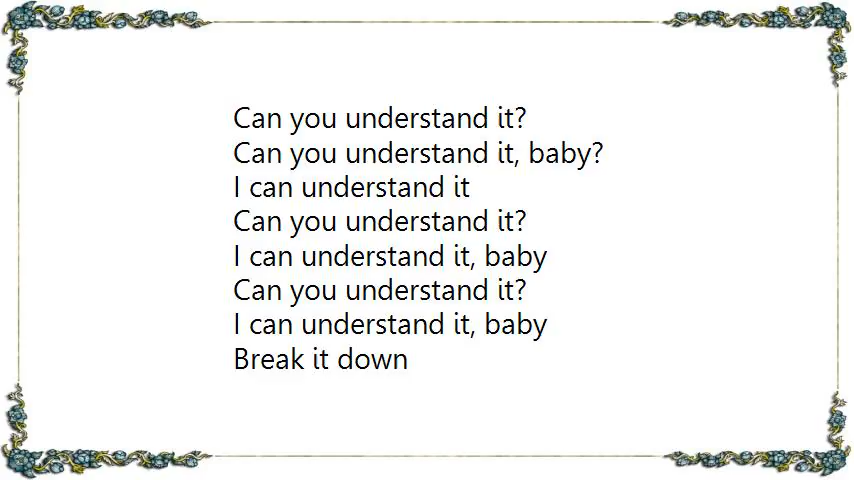 Can you understand it?
Can you understand it, baby?
I can understand it
Can you understand it?
I can understand it, baby
Can you understand it?
I can understand it, baby
Break it down